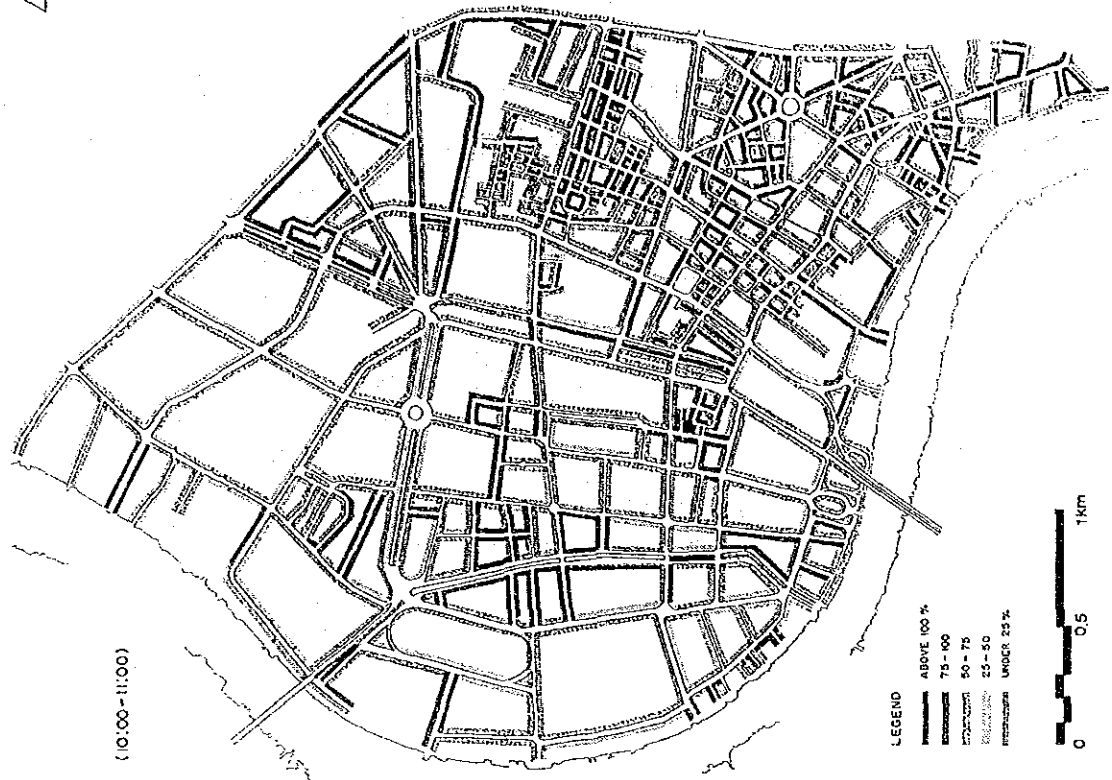 (10:00-11:00)
LEGEND
ABOVE 100 %
75-100
50-75
25-50
UNDER 25 %
0 0,5 1km